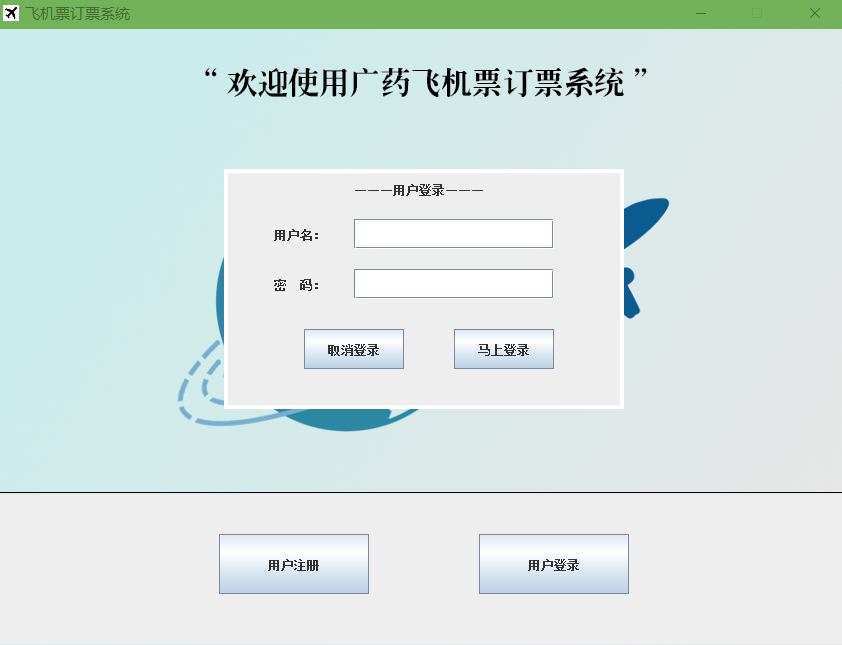 飞机票订票系统
“ 欢迎使用广药飞机票订票系统 ”
———用户登录———
用户名：
密　码：
取消登录
马上登录
用户注册
用户登录